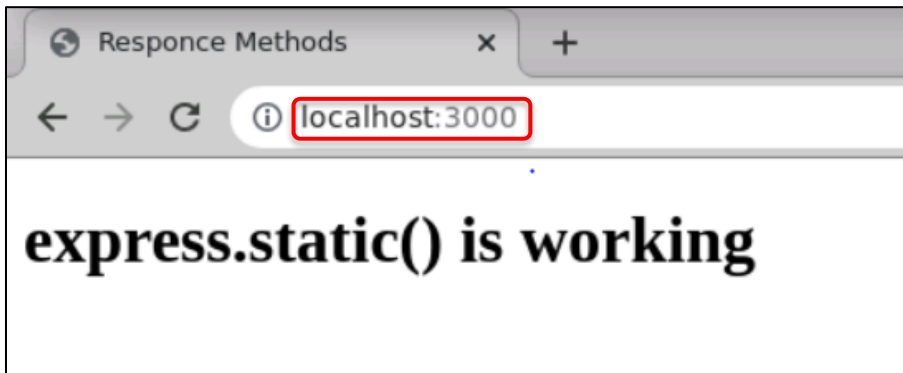 Responce Methods
localhost:3000
express.static() is working